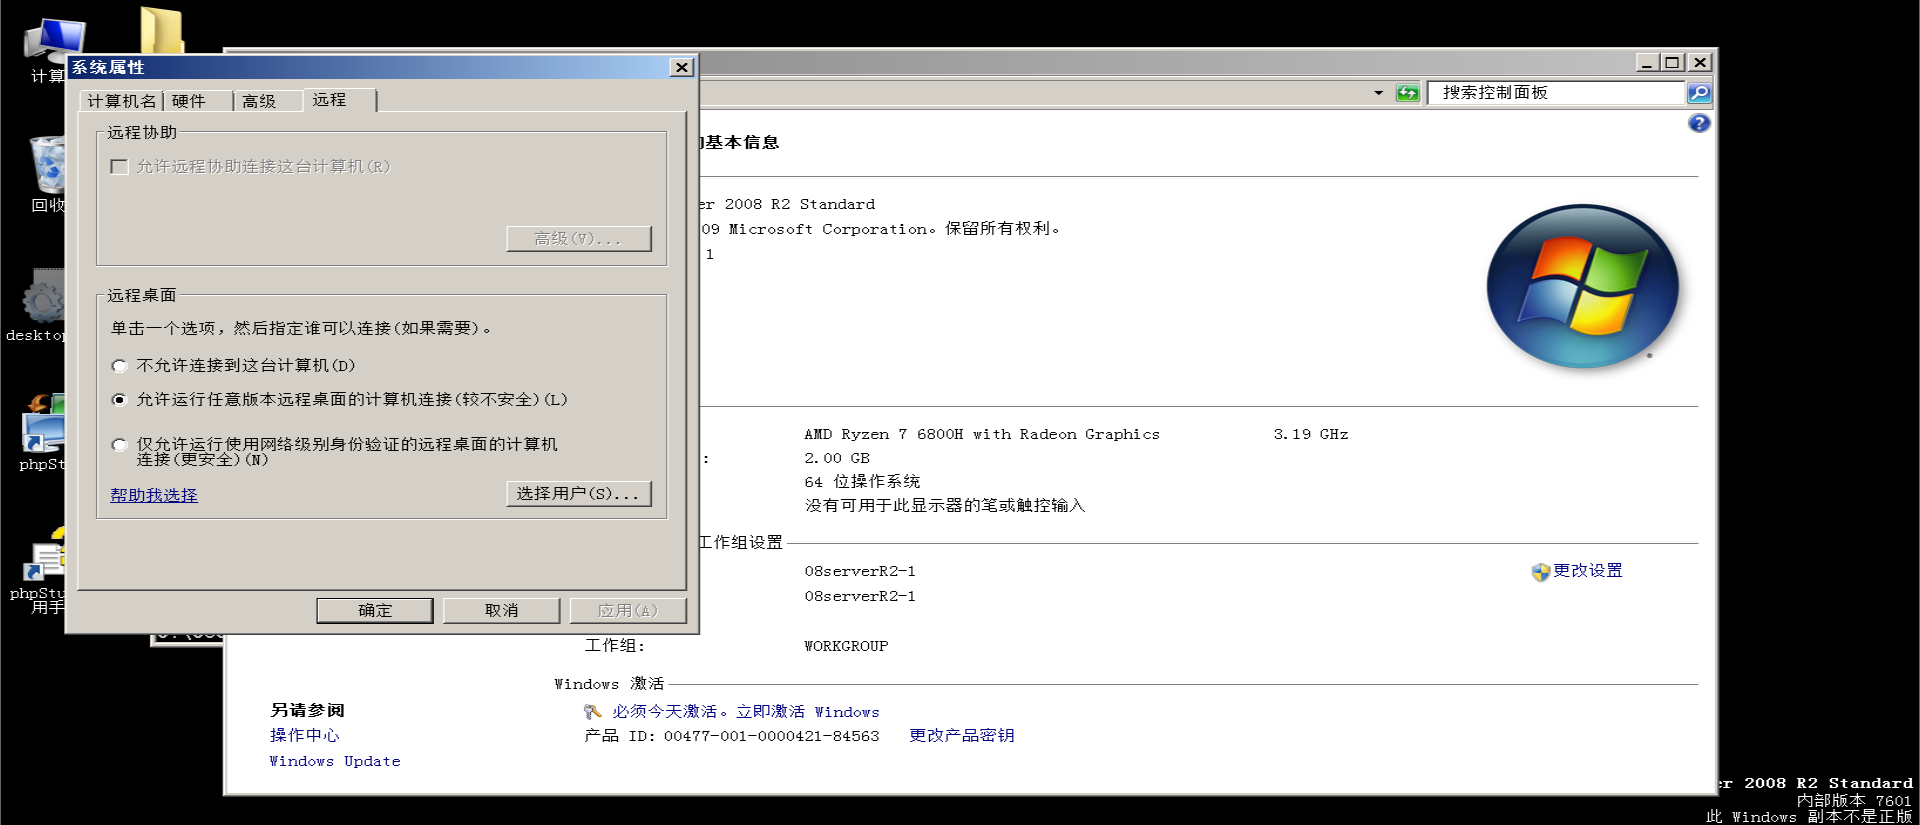 计算
系统属性
计算机名
硬件
高级
远程
远程协助
允许远程协助连接这台计算机(R)
高级(V)...
远程桌面
单击一个选项，然后指定谁可以连接(如果需要)。
不允许连接到这台计算机(D)
允许运行任意版本远程桌面的计算机连接(较不安全)(L)
仅允许运行使用网络级别身份验证的远程桌面的计算机
连接(更安全)(N)
帮助我选择
选择用户(S)...
确定
取消
应用(A)
回收
desktop
phpSt
phpStu
用手
搜索控制面板
基本信息
er 2008 R2 Standard
09 Microsoft Corporation。保留所有权利。
1
AMD Ryzen 7 6800H with Radeon Graphics 3.19 GHz
: 2.00 GB
64 位操作系统
没有可用于此显示器的笔或触控输入
工作组设置
08serverR2-1
更改设置
08serverR2-1
工作组: WORKGROUP
Windows 激活
必须今天激活。立即激活 Windows
产品 ID: 00477-001-0000421-84563 更改产品密钥
另请参阅
操作中心
Windows Update
er 2008 R2 Standard
内部版本 7601
此 Windows 副本不是正版